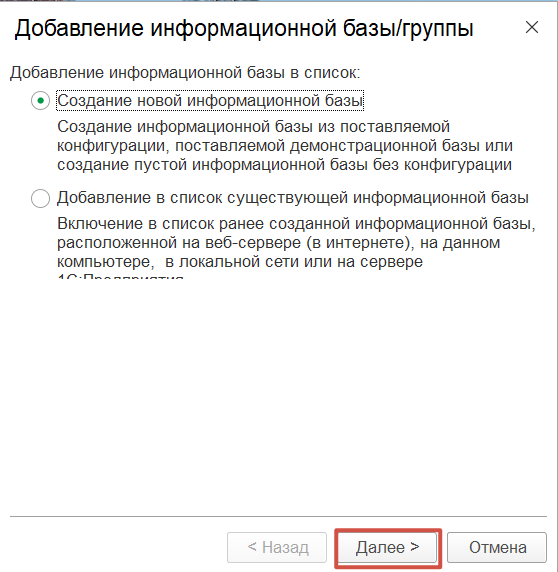 Добавление информационной базы/группы
Добавление информационной базы в список:
Создание новой информационной базы
Создание информационной базы из поставляемой
конфигурации, поставляемой демонстрационной базы или
создание пустой информационной базы без конфигурации
Добавление в список существующей информационной базы
Включение в список ранее созданной информационной базы,
расположенной на веб-сервере (в интернете), на данном
компьютере, в локальной сети или на сервере
1С:Предприятия
< Назад
Далее >
Отмена